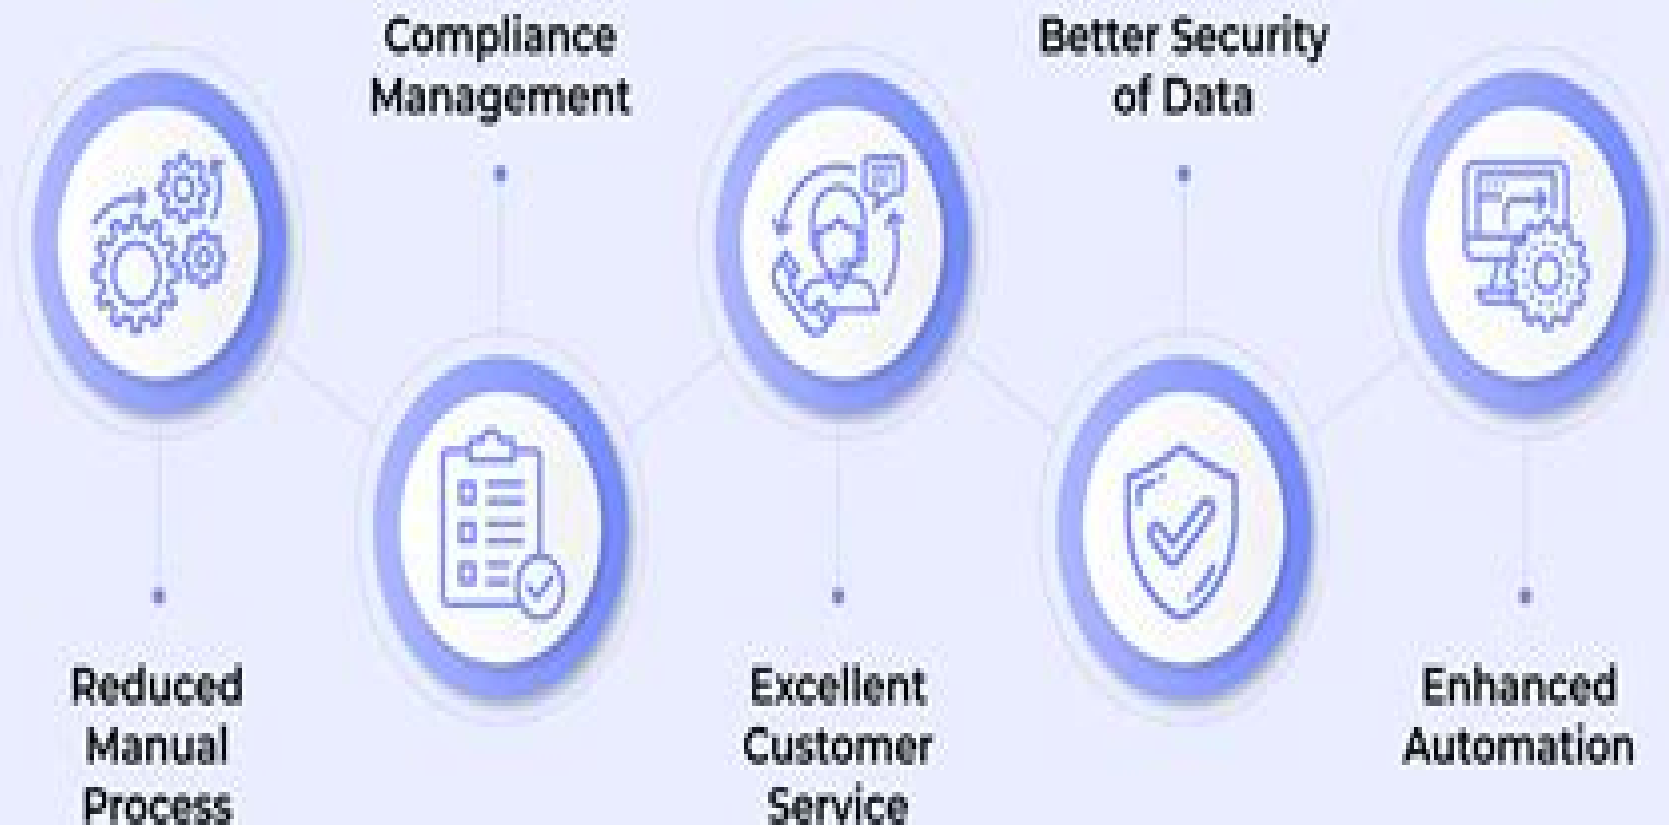 Compliance
Management
Better Security
of Data
Reduced
Manual
Process
Excellent
Customer
Service
Enhanced
Automation